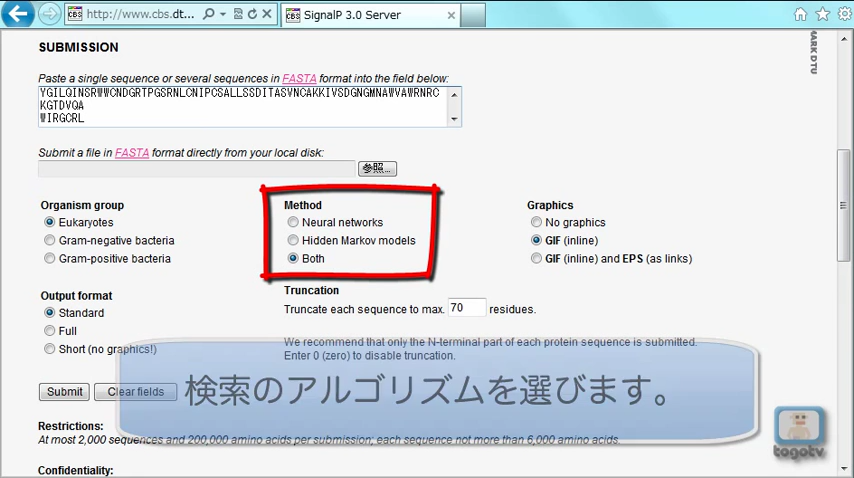 http://www.cbs.dt...
SignalP 3.0 Server
MARK DTU
SUBMISSION
Paste a single sequence or several sequences in FASTA format into the field below:
YGILQINSRWWCNDGRTPGSRNLCNIPCSALLSSDITASVNCAKKIVSDGNGMNAWVAWRNRC
KGTDVQA
WIRGCRL
Submit a file in FASTA format directly from your local disk:
参照...
Organism group
Eukaryotes
Gram-negative bacteria
Gram-positive bacteria
Method
Neural networks
Hidden Markov models
Both
Graphics
No graphics
GIF (inline)
GIF (inline) and EPS (as links)
Output format
Standard
Full
Short (no graphics!)
Truncation
Truncate each sequence to max. 70 residues.
We recommend that only the N-terminal part of each protein sequence is submitted.
Enter 0 (zero) to disable truncation.
検索のアルゴリズムを選びます。
Submit
Clear fields
Restrictions:
At most 2,000 sequences and 200,000 amino acids per submission; each sequence not more than 6,000 amino acids.
Confidentiality:
togotv